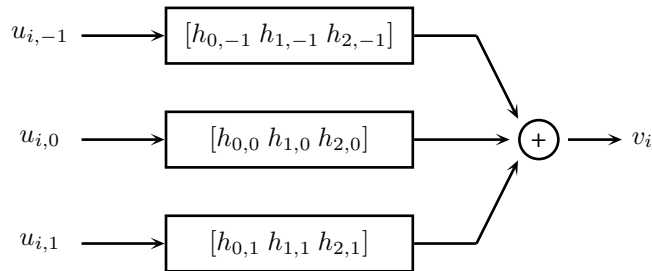 u_{i,-1} [h_{0,-1} h_{1,-1} h_{2,-1}]
u_{i,0} [h_{0,0} h_{1,0} h_{2,0}] + v_i
u_{i,1} [h_{0,1} h_{1,1} h_{2,1}]